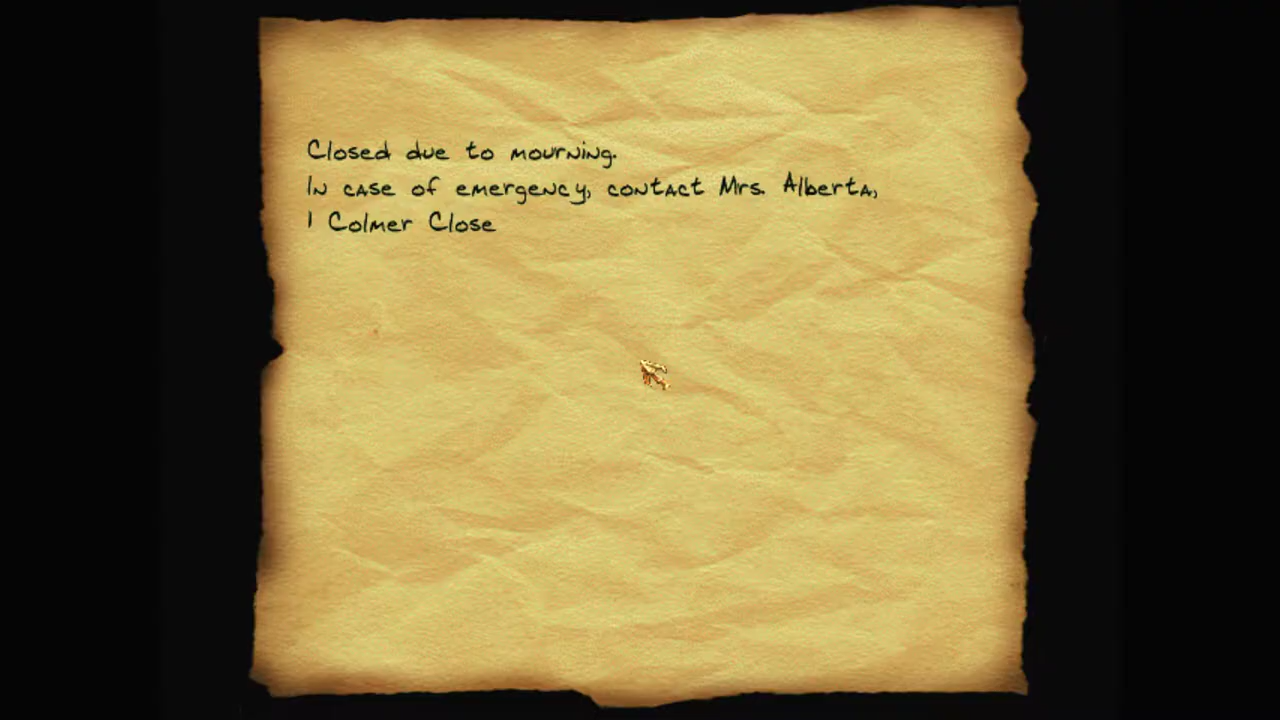 Closed due to mourning.
In case of emergency, contact Mrs. Alberta,
1 Colmer Close